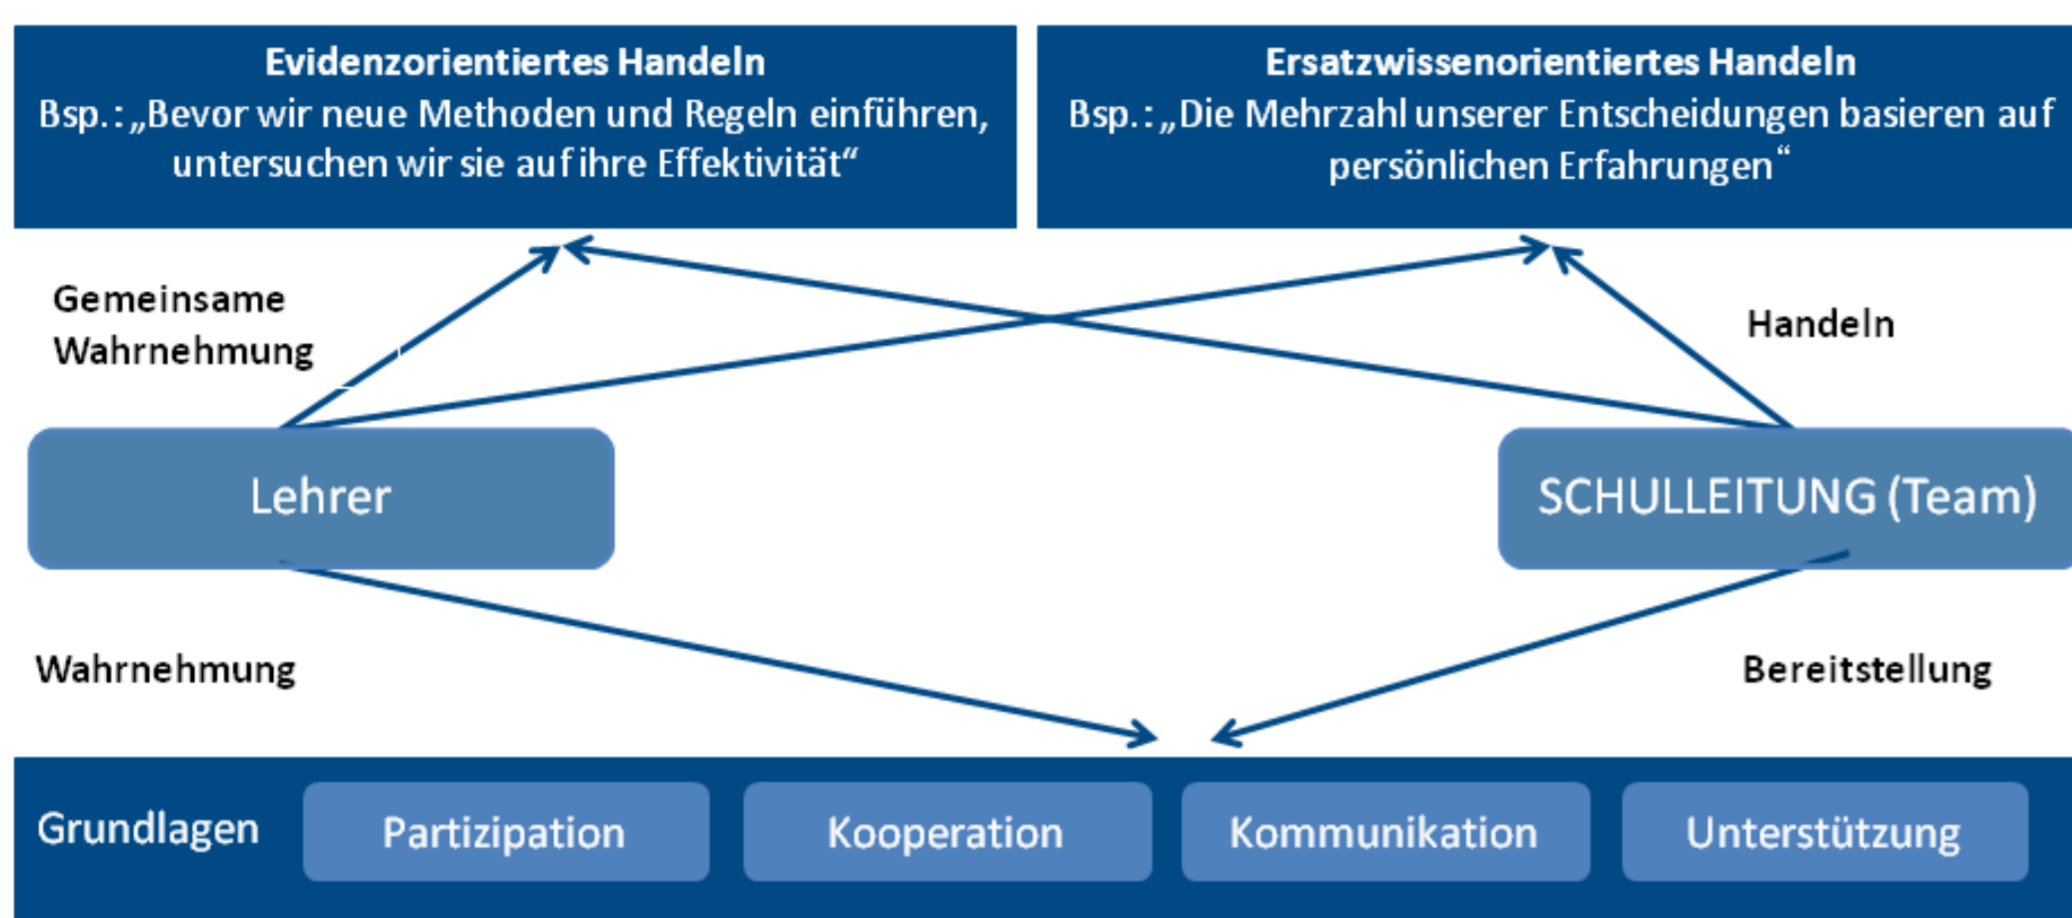 Evidenzorientiertes Handeln
Bsp.: „Bevor wir neue Methoden und Regeln einführen,
untersuchen wir sie auf ihre Effektivität“
Ersatzwissenorientiertes Handeln
Bsp.: „Die Mehrzahl unserer Entscheidungen basieren auf
persönlichen Erfahrungen“
Gemeinsame
Wahrnehmung
Handeln
Lehrer
SCHULLEITUNG (Team)
Wahrnehmung
Bereitstellung
Grundlagen
Partizipation
Kooperation
Kommunikation
Unterstützung